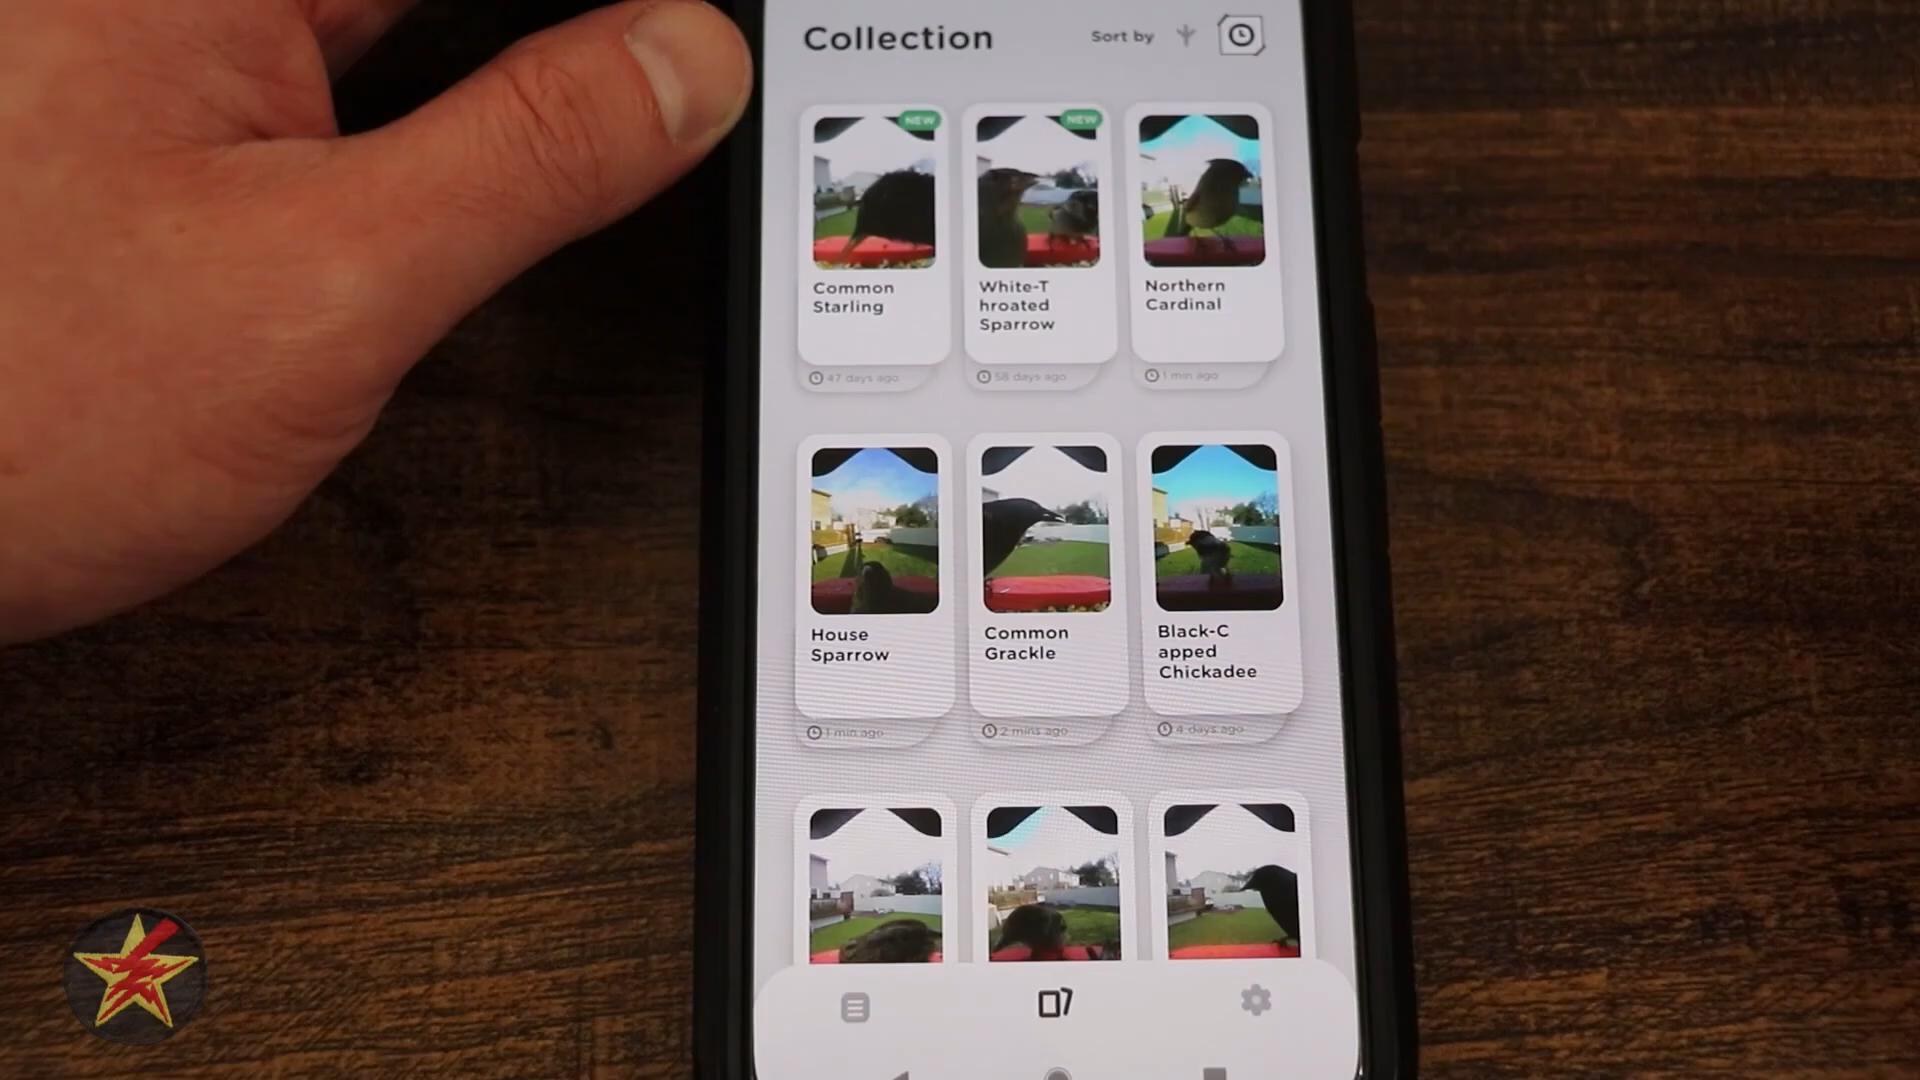 Collection
Sort by
NEW
NEW
Common
Starling
White-T
hroated
Sparrow
Northern
Cardinal
47 days ago
58 days ago
1 min ago
House
Sparrow
Common
Grackle
Black-C
apped
Chickadee
1 min ago
2 mins ago
4 days ago